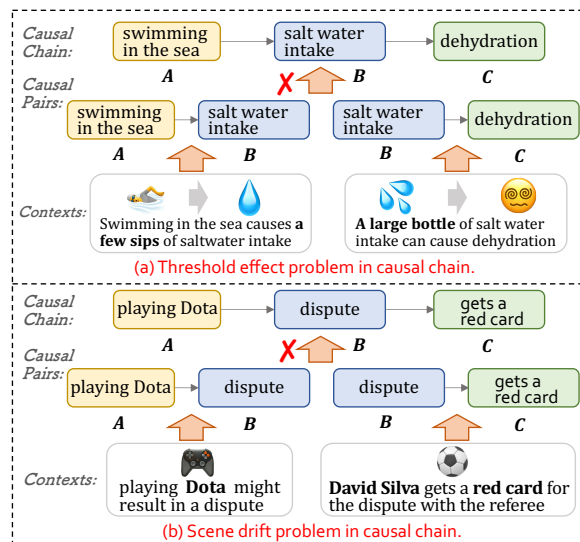 Causal Chain:
swimming in the sea
salt water intake
dehydration
A
B
C
Causal Pairs:
swimming in the sea
salt water intake
salt water intake
dehydration
A
B
B
C
Contexts:
Swimming in the sea causes a few sips of saltwater intake
A large bottle of salt water intake can cause dehydration
(a) Threshold effect problem in causal chain.
Causal Chain:
playing Dota
dispute
gets a red card
A
B
C
Causal Pairs:
playing Dota
dispute
dispute
gets a red card
A
B
B
C
Contexts:
playing Dota might result in a dispute
David Silva gets a red card for the dispute with the referee
(b) Scene drift problem in causal chain.